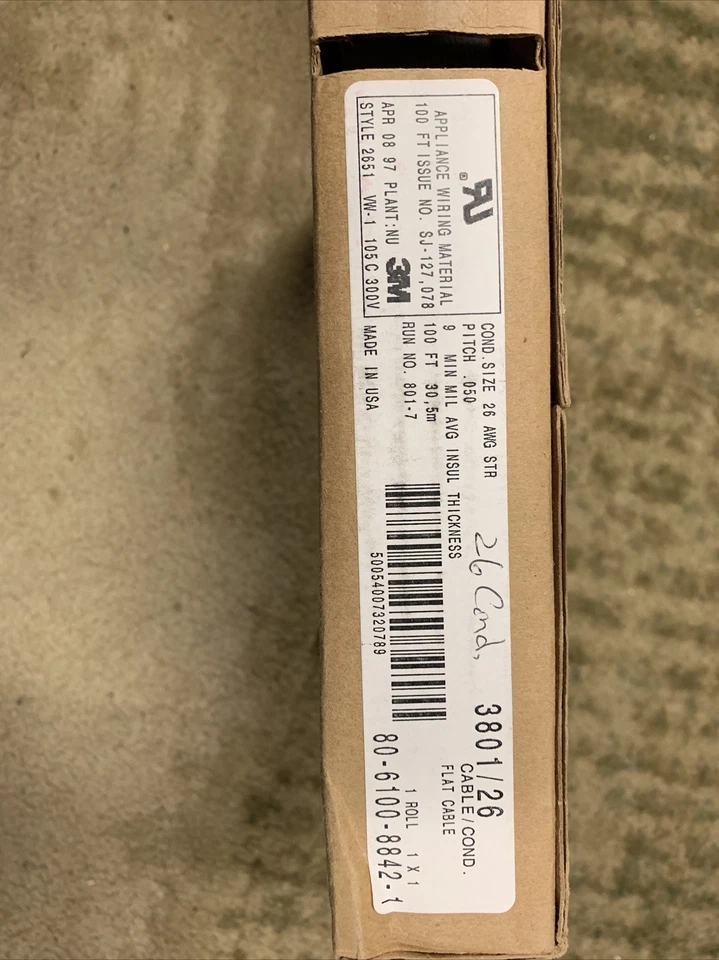 APPLIANCE WIRING MATERIAL
100 FT ISSUE NO. SJ-127,078
APR 08 97 PLANT:NU 3M
STYLE 2651 VW-1 105C 300V
COND.SIZE 26 AWG STR
PITCH .050
9 MIN MIL AVG INSUL THICKNESS
100 FT 30,5m
RUN NO. 801-7
MADE IN USA
26 Cond,
50054007320789
3801/26
CABLE/COND.
FLAT CABLE
1 ROLL 1 X 1
80-6100-8842-1